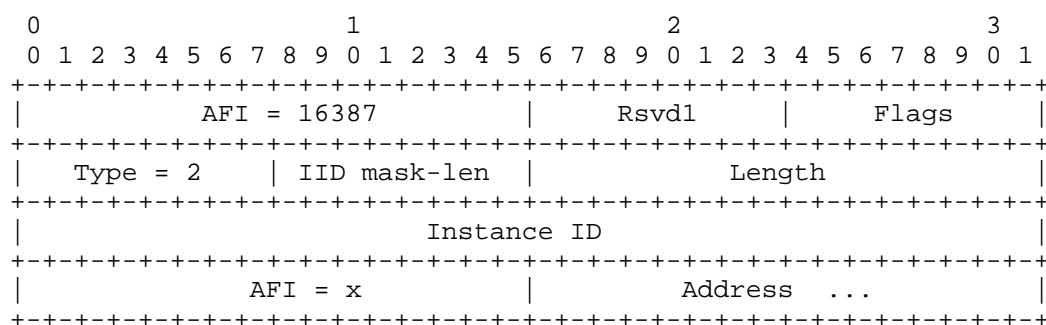 0                   1                   2                   3
 0 1 2 3 4 5 6 7 8 9 0 1 2 3 4 5 6 7 8 9 0 1 2 3 4 5 6 7 8 9 0 1
+-+-+-+-+-+-+-+-+-+-+-+-+-+-+-+-+-+-+-+-+-+-+-+-+-+-+-+-+-+-+-+-+
|           AFI = 16387         |     Rsvd1     |     Flags     |
+-+-+-+-+-+-+-+-+-+-+-+-+-+-+-+-+-+-+-+-+-+-+-+-+-+-+-+-+-+-+-+-+
|   Type = 2    | IID mask-len  |            Length             |
+-+-+-+-+-+-+-+-+-+-+-+-+-+-+-+-+-+-+-+-+-+-+-+-+-+-+-+-+-+-+-+-+
|                         Instance ID                           |
+-+-+-+-+-+-+-+-+-+-+-+-+-+-+-+-+-+-+-+-+-+-+-+-+-+-+-+-+-+-+-+-+
|              AFI = x          |         Address  ...          |
+-+-+-+-+-+-+-+-+-+-+-+-+-+-+-+-+-+-+-+-+-+-+-+-+-+-+-+-+-+-+-+-+